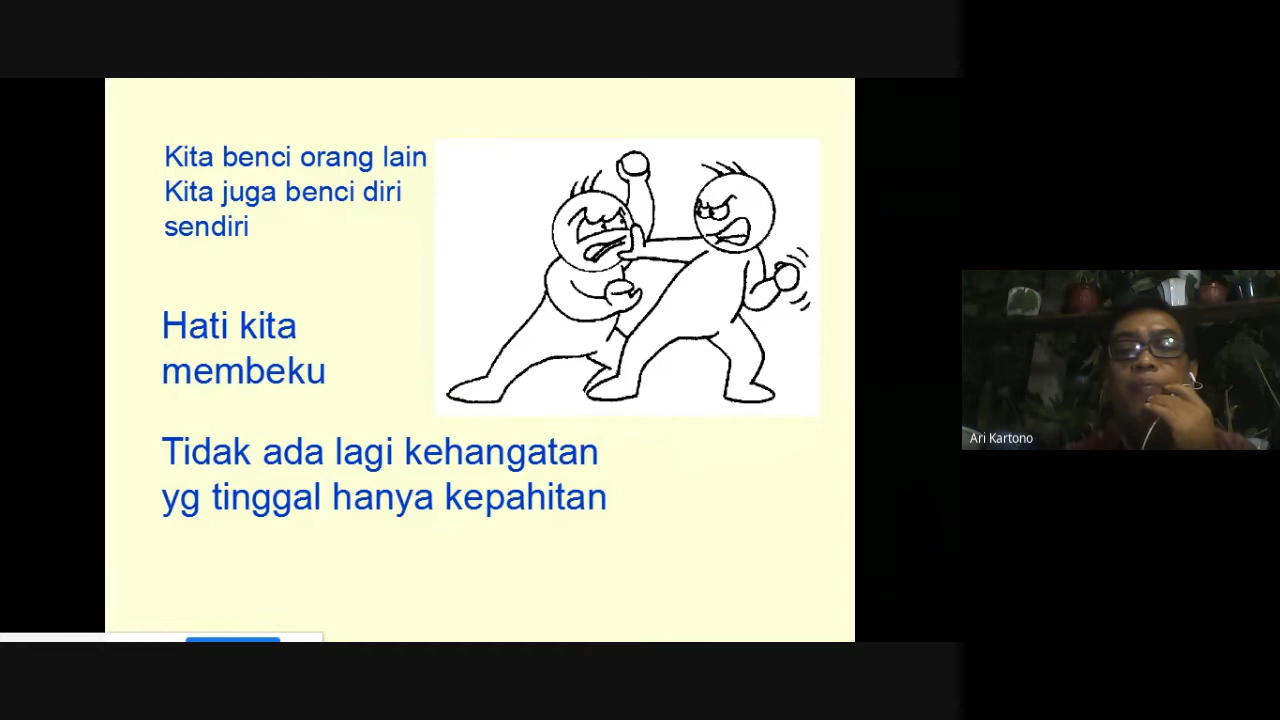 Kita benci orang lain
Kita juga benci diri
sendiri
Hati kita
membeku
Tidak ada lagi kehangatan
yg tinggal hanya kepahitan
Ari Kartono